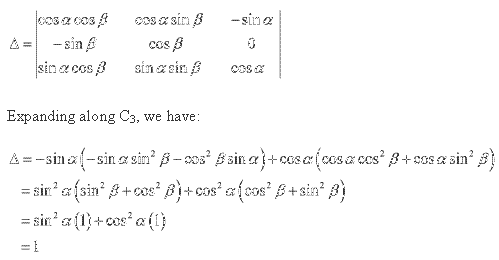 Δ = | cos α cos β   cos α sin β   −sin α |
| −sin β   cos β   0 |
| sin α cos β   sin α sin β   cos α |
Expanding along C₃, we have:
Δ = −sin α(−sin α sin² β − cos² β sin α) + cos α(cos α cos² β + cos α sin² β)
= sin² α(sin² β + cos² β) + cos² α(cos² β + sin² β)
= sin² α(1) + cos² α(1)
= 1